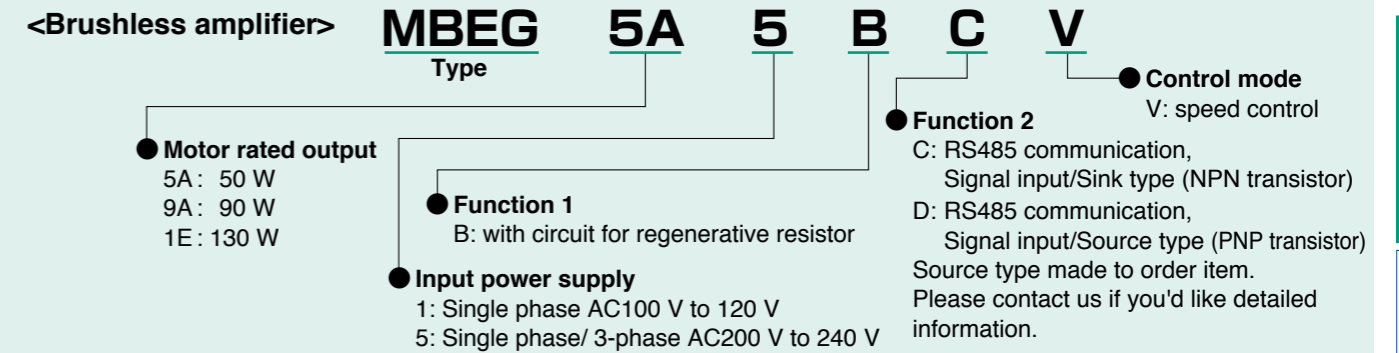 <Brushless amplifier> MBEG 5A 5 B C V
Type
Control mode
V: speed control
Function 2
C: RS485 communication,
Signal input/Sink type (NPN transistor)
D: RS485 communication,
Signal input/Source type (PNP transistor)
Source type made to order item.
Please contact us if you'd like detailed
information.
Motor rated output
5A: 50 W
9A: 90 W
1E: 130 W
Function 1
B: with circuit for regenerative resistor
Input power supply
1: Single phase AC100 V to 120 V
5: Single phase/ 3-phase AC200 V to 240 V